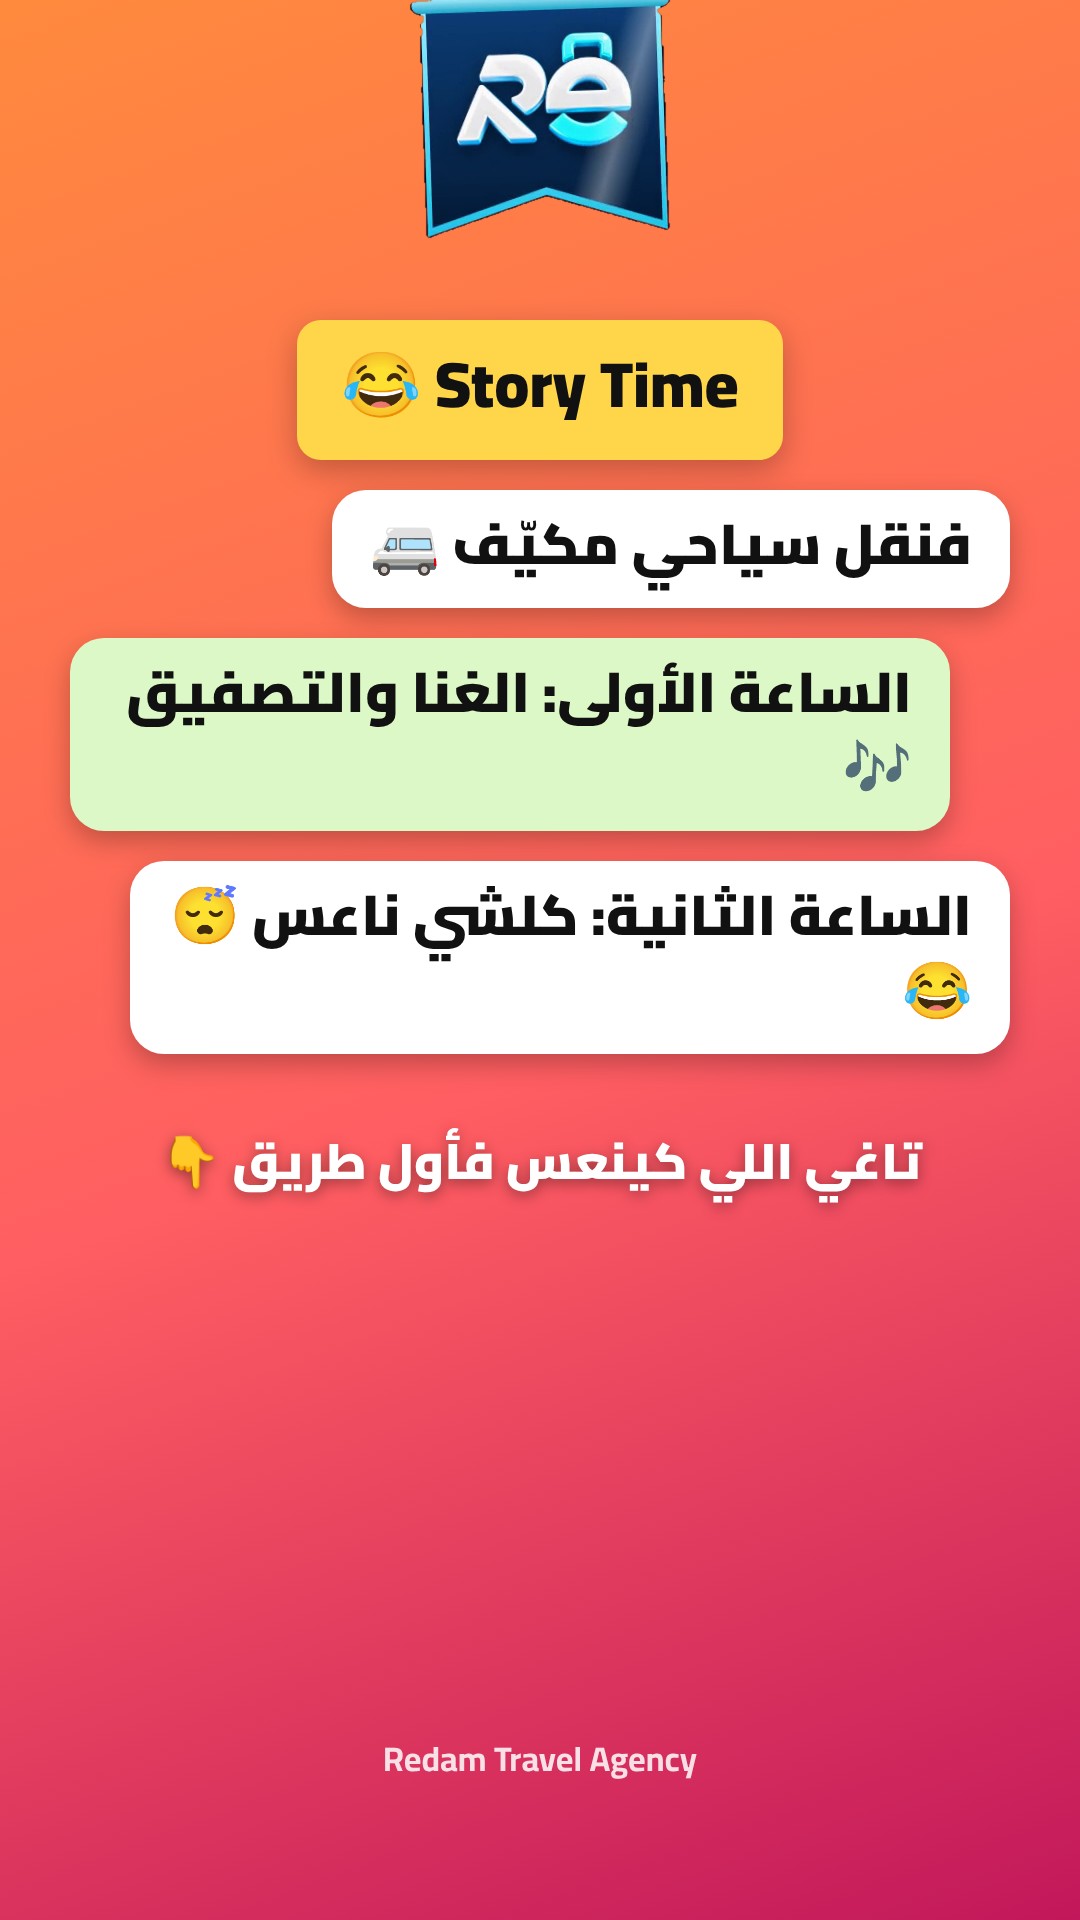 Re
Story Time 😂
فنقل سياحي مكيّف 🚐
الساعة الأولى: الغنا والتصفيق
🎶
الساعة الثانية: كلشي ناعس 😴
😂
تاغي اللي كينعس فأول طريق 👇
Redam Travel Agency